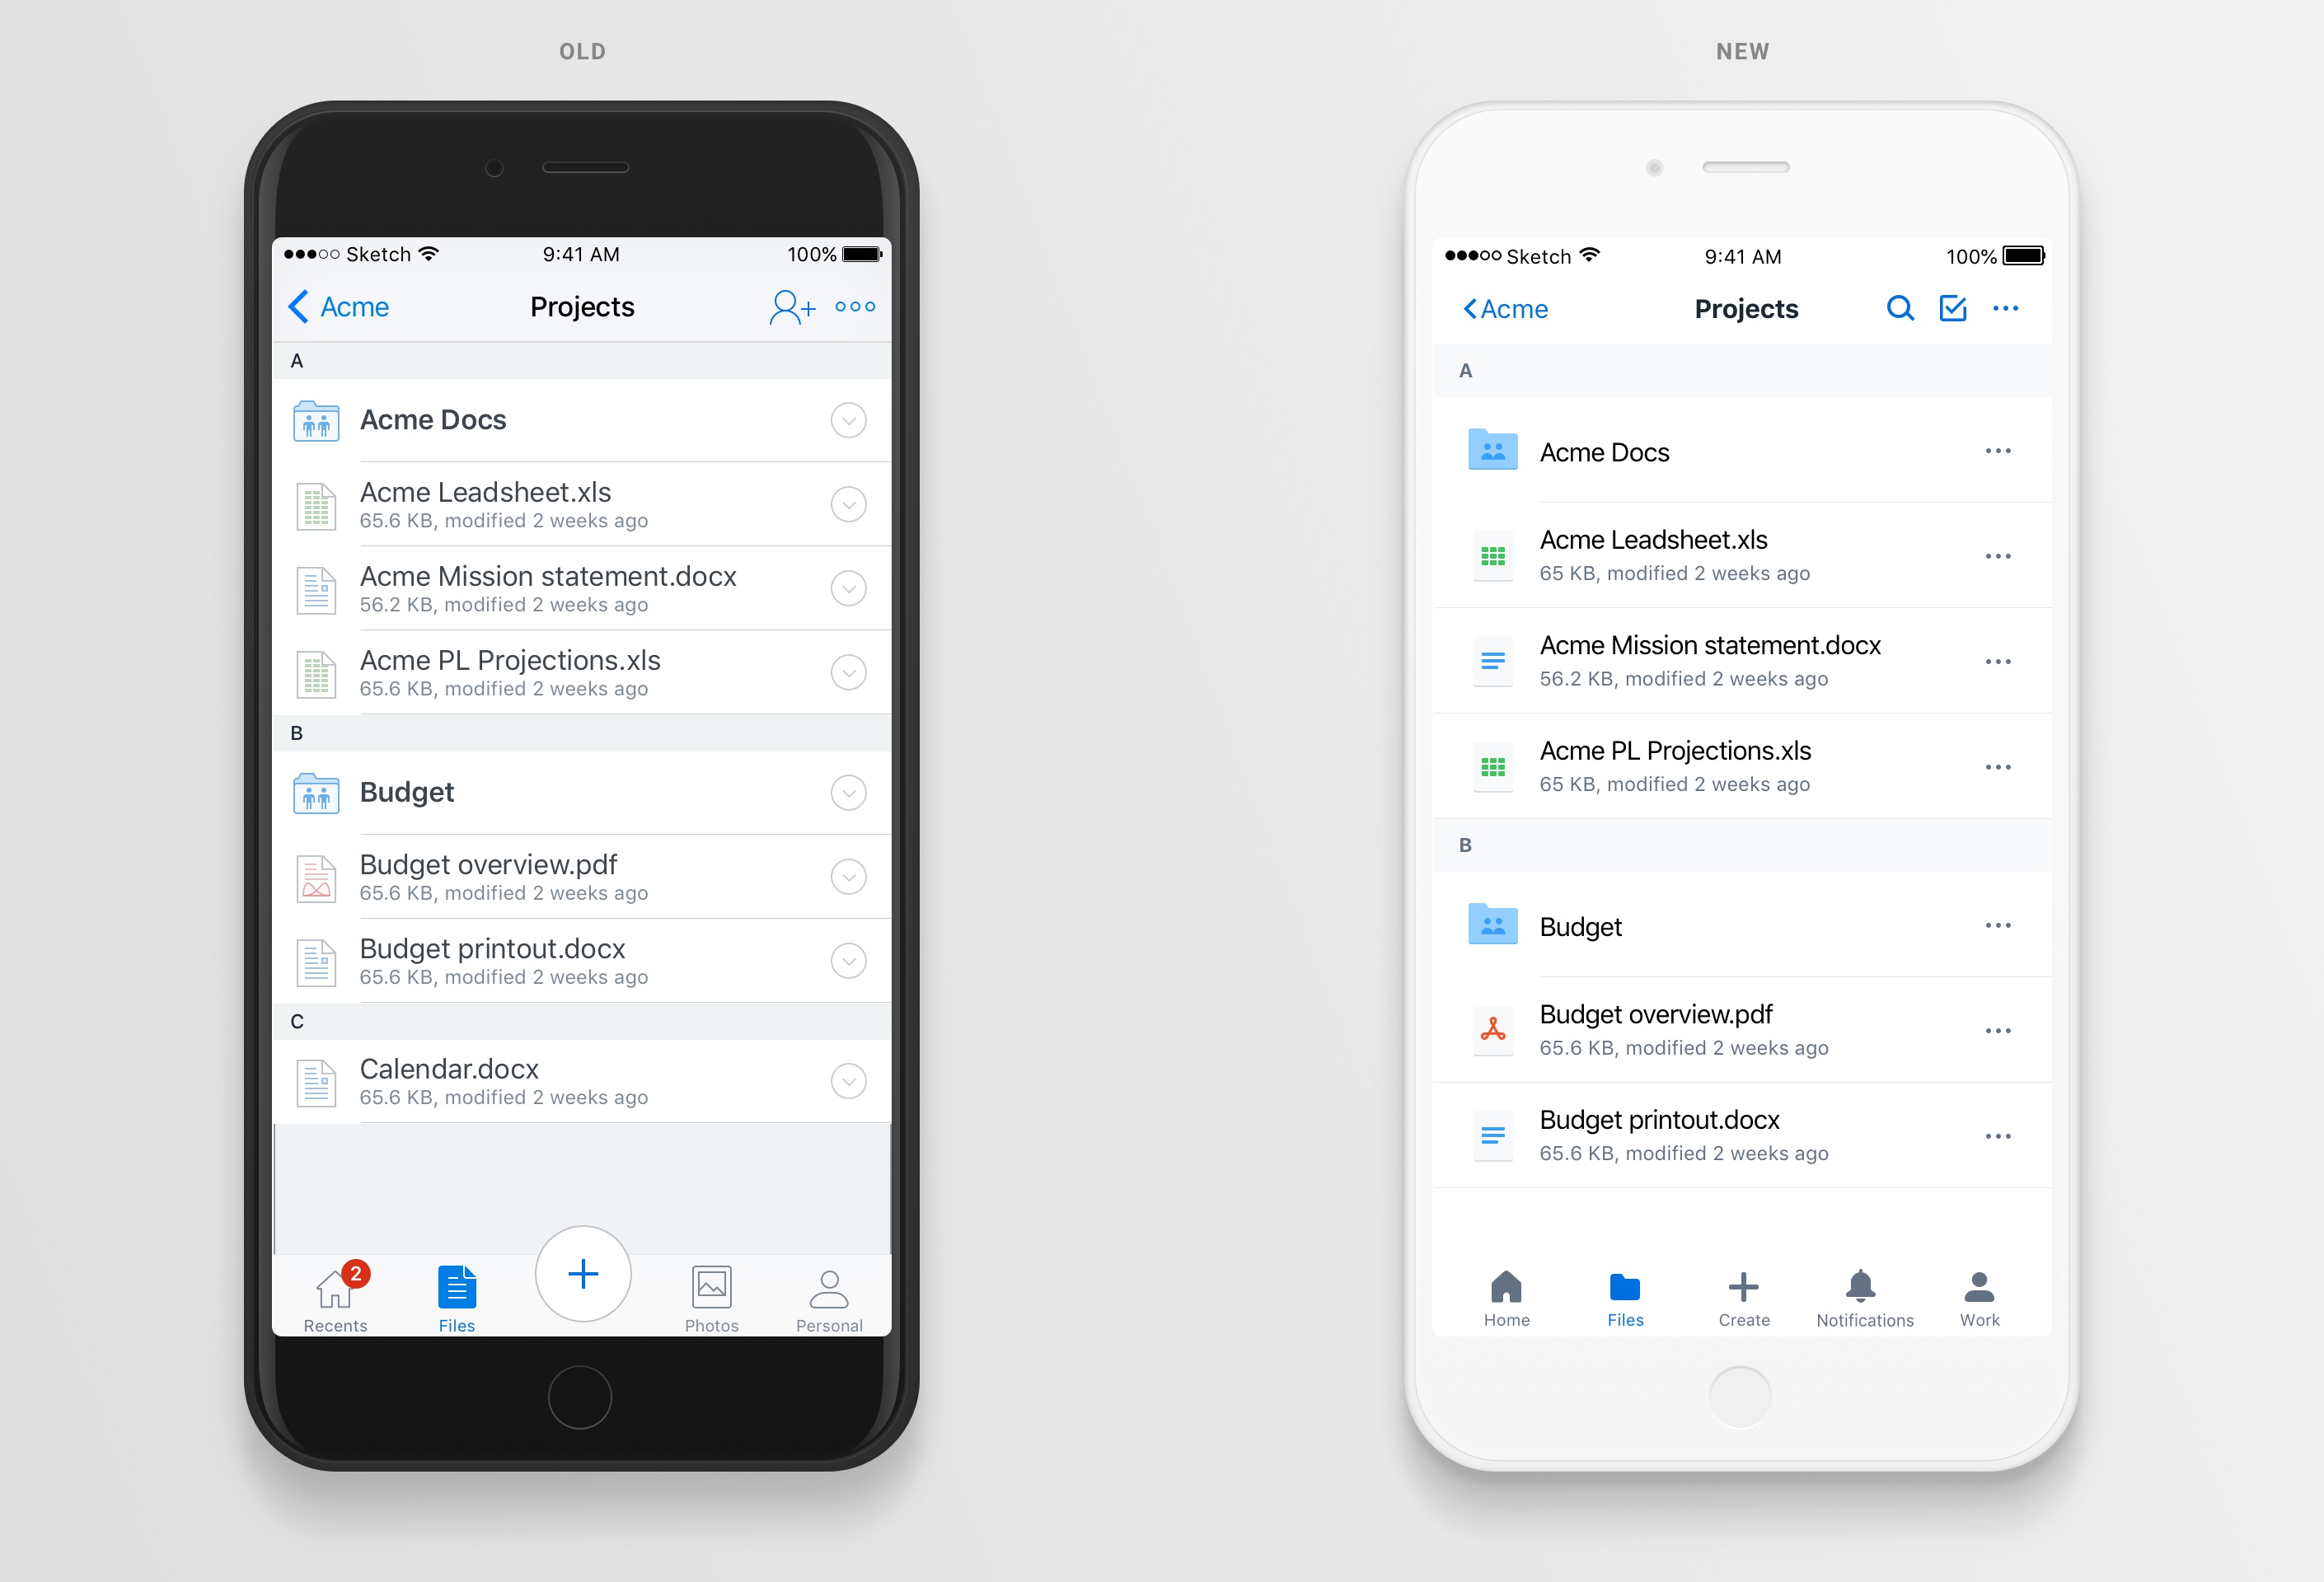 OLD
Sketch 9:41 AM 100%
Acme Projects
A
Acme Docs
Acme Leadsheet.xls
65.6 KB, modified 2 weeks ago
Acme Mission statement.docx
56.2 KB, modified 2 weeks ago
Acme PL Projections.xls
65.6 KB, modified 2 weeks ago
B
Budget
Budget overview.pdf
65.6 KB, modified 2 weeks ago
Budget printout.docx
65.6 KB, modified 2 weeks ago
C
Calendar.docx
65.6 KB, modified 2 weeks ago
2
Recents Files Photos Personal
NEW
Sketch 9:41 AM 100%
Acme Projects
A
Acme Docs
Acme Leadsheet.xls
65 KB, modified 2 weeks ago
Acme Mission statement.docx
56.2 KB, modified 2 weeks ago
Acme PL Projections.xls
65 KB, modified 2 weeks ago
B
Budget
Budget overview.pdf
65.6 KB, modified 2 weeks ago
Budget printout.docx
65.6 KB, modified 2 weeks ago
Home Files Create Notifications Work